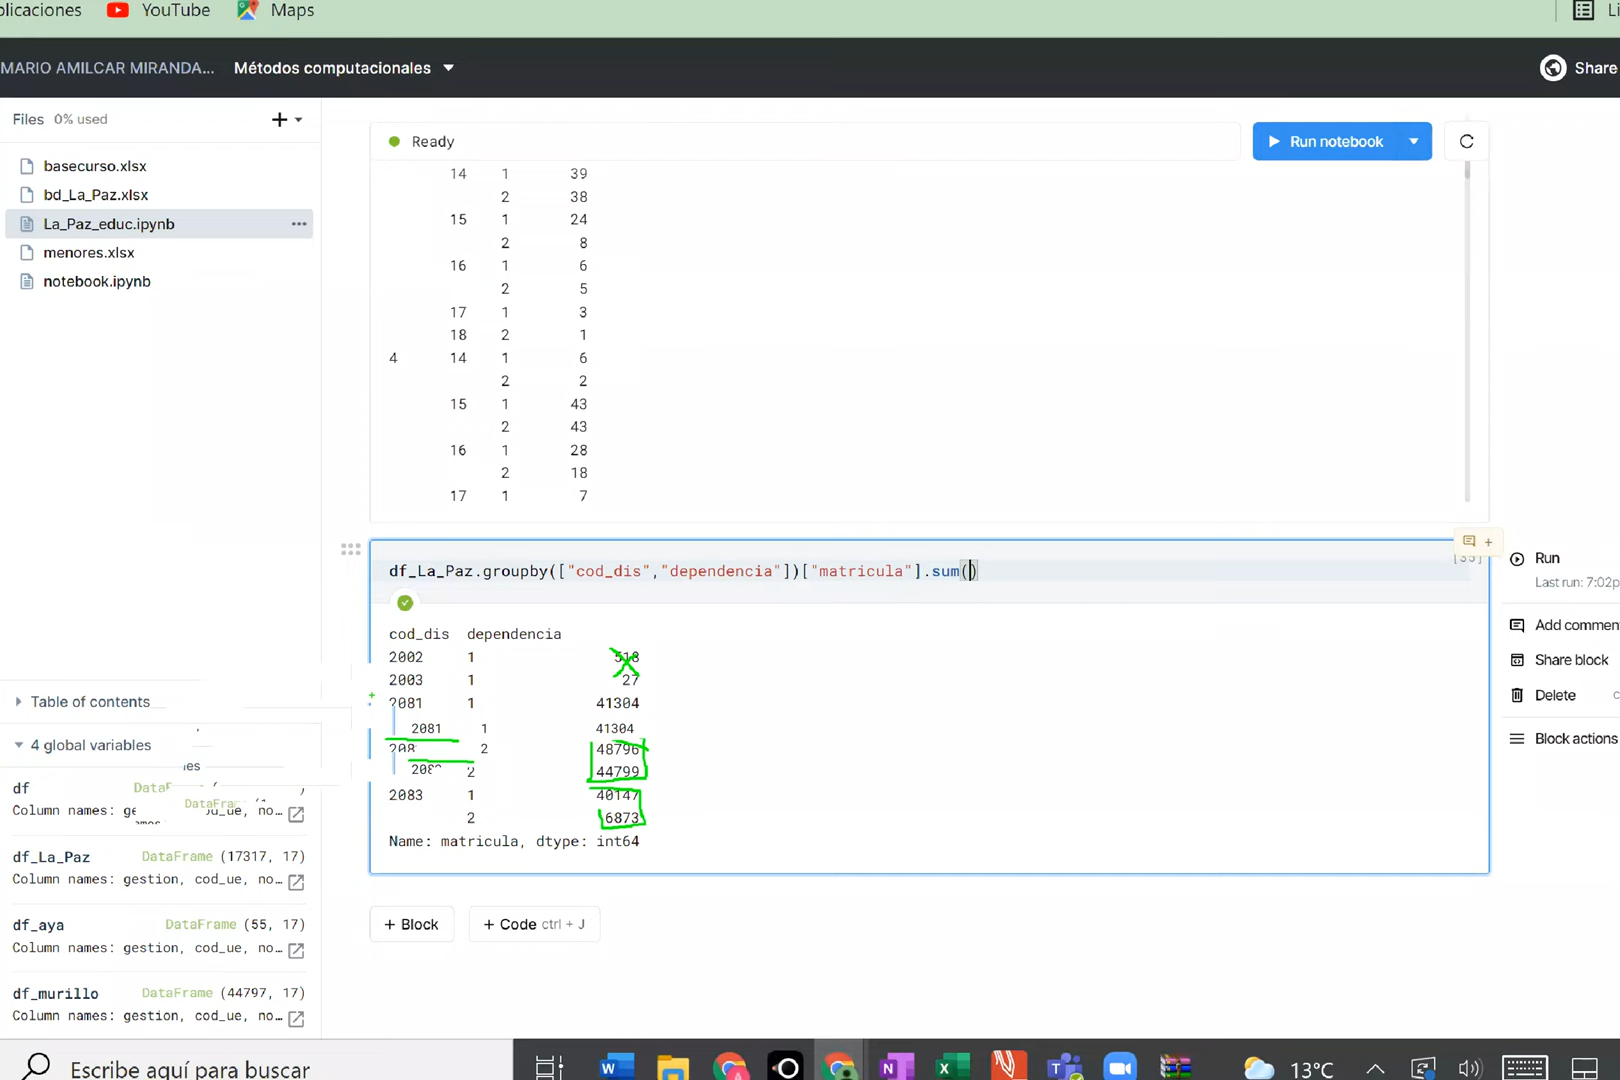 plicaciones YouTube Maps Li
MARIO AMILCAR MIRANDA... Métodos computacionales Share
Files 0% used
basecurso.xlsx
bd_La_Paz.xlsx
La_Paz_educ.ipynb
menores.xlsx
notebook.ipynb
Table of contents
4 global variables
df
Column names:
df_La_Paz DataFrame (17317, 17)
Column names: gestion, cod_ue, no...
df_aya DataFrame (55, 17)
Column names: gestion, cod_ue, no...
df_murillo DataFrame (44797, 17)
Column names: gestion, cod_ue, no...
Ready Run notebook
14 1 39
2 38
15 1 24
2 8
16 1 6
2 5
17 1 3
18 2 1
4 14 1 6
2 2
15 1 43
2 43
16 1 28
2 18
17 1 7
df_La_Paz.groupby(["cod_dis","dependencia"])["matricula"].sum()
cod_dis dependencia
2002 1 518
2003 1 27
2081 1 41304
2081 1 41304
2 48796
2 44799
2083 1 40147
2 6873
Name: matricula, dtype: int64
+ Block + Code ctrl + J
Run
Last run: 7:02p
Add commen
Share block
Delete
Block actions
Escribe aquí para buscar 13°C